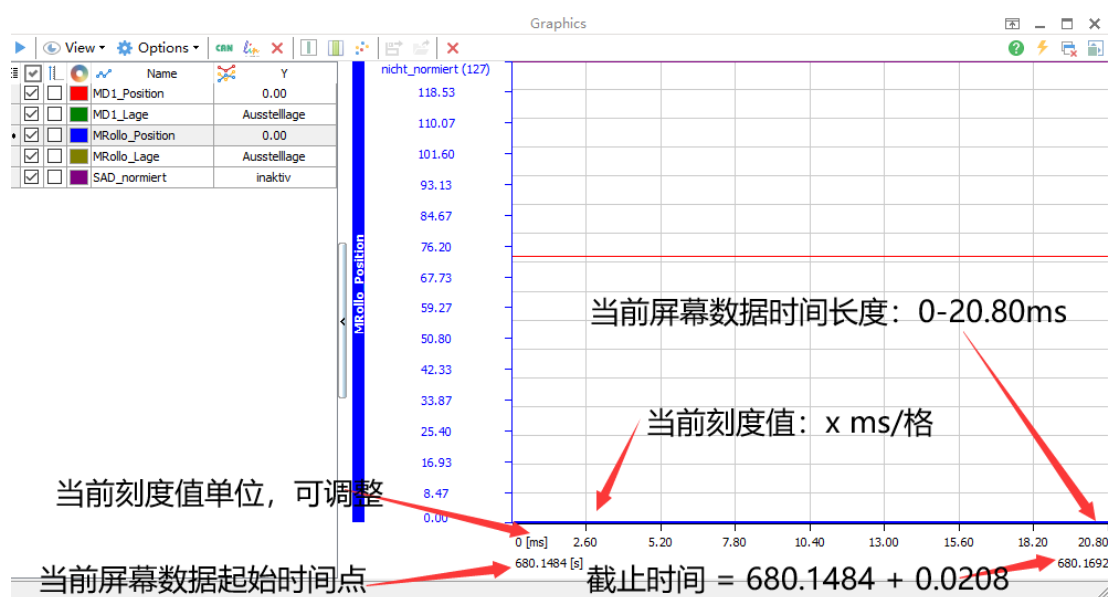 Graphics
View Options CAN lin
Name Y
MD1_Position 0.00
MD1_Lage Ausstelllage
MRollo_Position 0.00
MRollo_Lage Ausstelllage
SAD_normiert inaktiv
MRollo Position
nicht_normiert (127)
118.53
110.07
101.60
93.13
84.67
76.20
67.73
59.27
50.80
42.33
33.87
25.40
16.93
8.47
0.00
当前屏幕数据时间长度：0-20.80ms
当前刻度值：x ms/格
当前刻度值单位，可调整
0 [ms] 2.60 5.20 7.80 10.40 13.00 15.60 18.20 20.80
680.1484 [s] 680.1692
当前屏幕数据起始时间点
截止时间 = 680.1484 + 0.0208